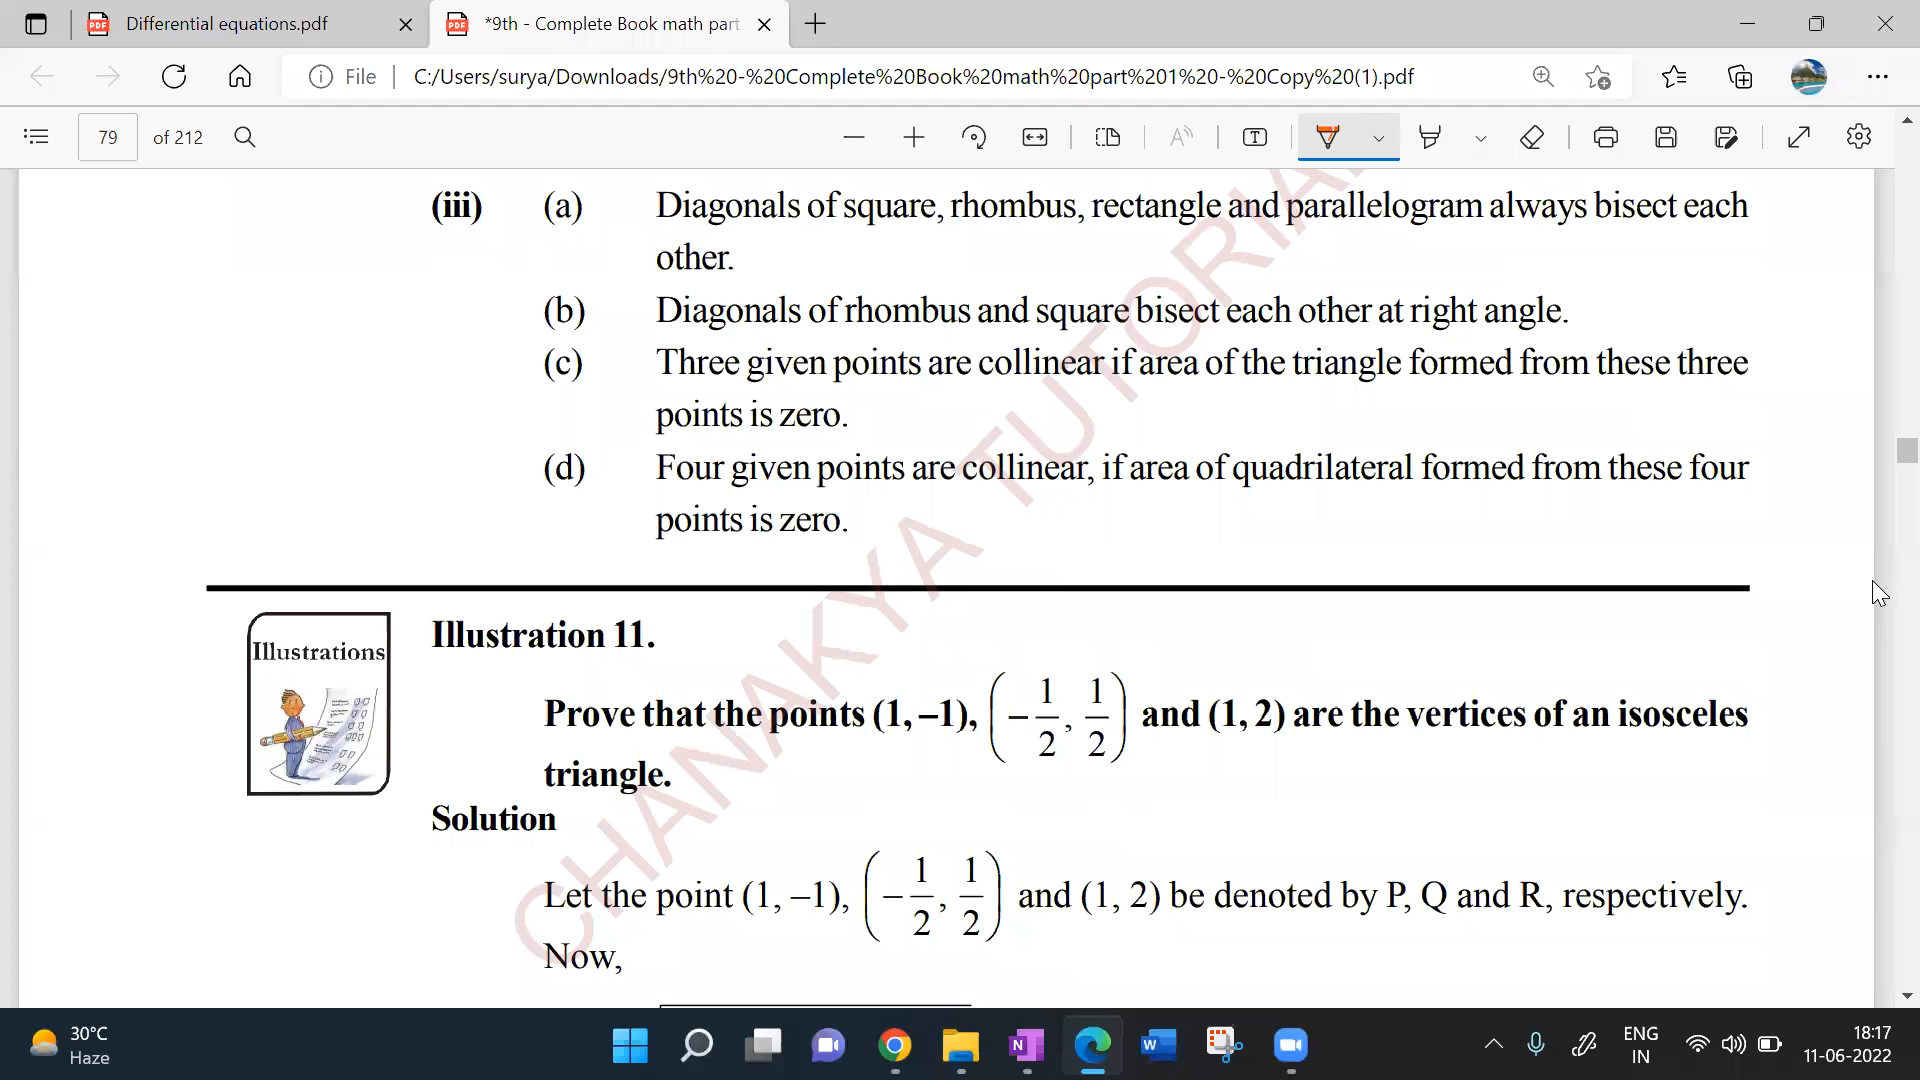 Differential equations.pdf
*9th - Complete Book math part
File
C:/Users/surya/Downloads/9th%20-%20Complete%20Book%20math%20part%201%20-%20Copy%20(1).pdf
79 of 212
(iii) (a) Diagonals of square, rhombus, rectangle and parallelogram always bisect each
other.
(b) Diagonals of rhombus and square bisect each other at right angle.
(c) Three given points are collinear if area of the triangle formed from these three
points is zero.
(d) Four given points are collinear, if area of quadrilateral formed from these four
points is zero.
CHANAKYA TUTORIA
Illustrations
Illustration 11.
Prove that the points (1, –1), (–1/2, 1/2) and (1, 2) are the vertices of an isosceles
triangle.
Solution
Let the point (1, –1), (–1/2, 1/2) and (1, 2) be denoted by P, Q and R, respectively.
Now,
30°C
Haze
ENG
IN
18:17
11-06-2022